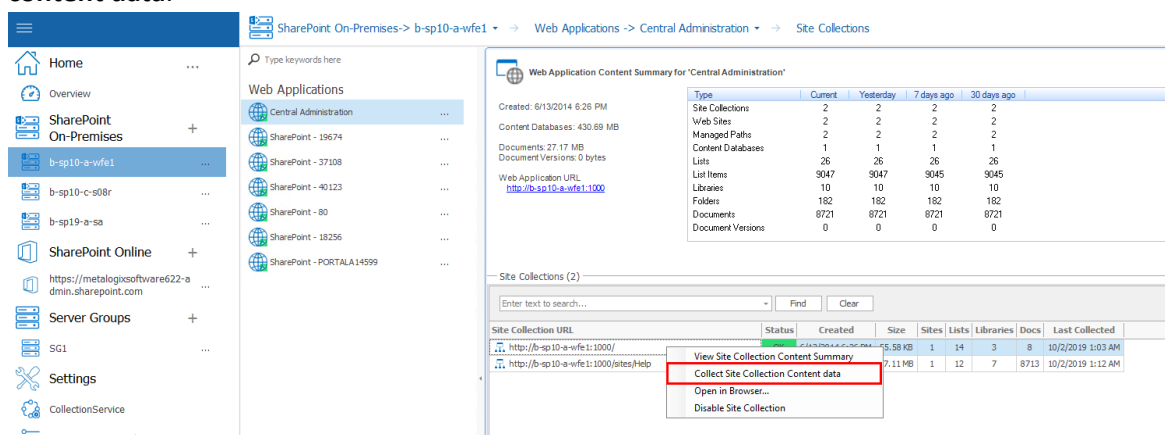 SharePoint On-Premises-> b-sp10-a-wfe1 → Web Applications -> Central Administration → Site Collections
Home ...
Overview
SharePoint
On-Premises +
b-sp10-a-wfe1 ...
b-sp10-c-s08r ...
b-sp19-a-sa ...
SharePoint Online +
https://metalogixsoftware622-a
dmin.sharepoint.com ...
Server Groups +
SG1 ...
Settings
CollectionService
Type keywords here
Web Applications
Central Administration ...
SharePoint - 19674 ...
SharePoint - 37108 ...
SharePoint - 40123 ...
SharePoint - 80 ...
SharePoint - 18256 ...
SharePoint - PORTALA14599 ...
Web Application Content Summary for 'Central Administration'
Created: 6/13/2014 6:26 PM
Content Databases: 430.69 MB
Documents: 27.17 MB
Document Versions: 0 bytes
Web Application URL
http://b-sp10-a-wfe1:1000
Type Current Yesterday 7 days ago 30 days ago
Site Collections 2 2 2 2
Web Sites 2 2 2 2
Managed Paths 2 2 2 2
Content Databases 1 1 1 1
Lists 26 26 26 26
List Items 9047 9047 9045 9045
Libraries 10 10 10 10
Folders 182 182 182 182
Documents 8721 8721 8721 8721
Document Versions 0 0 0 0
Site Collections (2)
Enter text to search... Find Clear
Site Collection URL Status Created Size Sites Lists Libraries Docs Last Collected
http://b-sp10-a-wfe1:1000/ 55.58 KB 1 14 3 8 10/2/2019 1:03 AM
http://b-sp10-a-wfe1:1000/sites/Help 7.11 MB 1 12 7 8713 10/2/2019 1:12 AM
View Site Collection Content Summary
Collect Site Collection Content data
Open in Browser...
Disable Site Collection